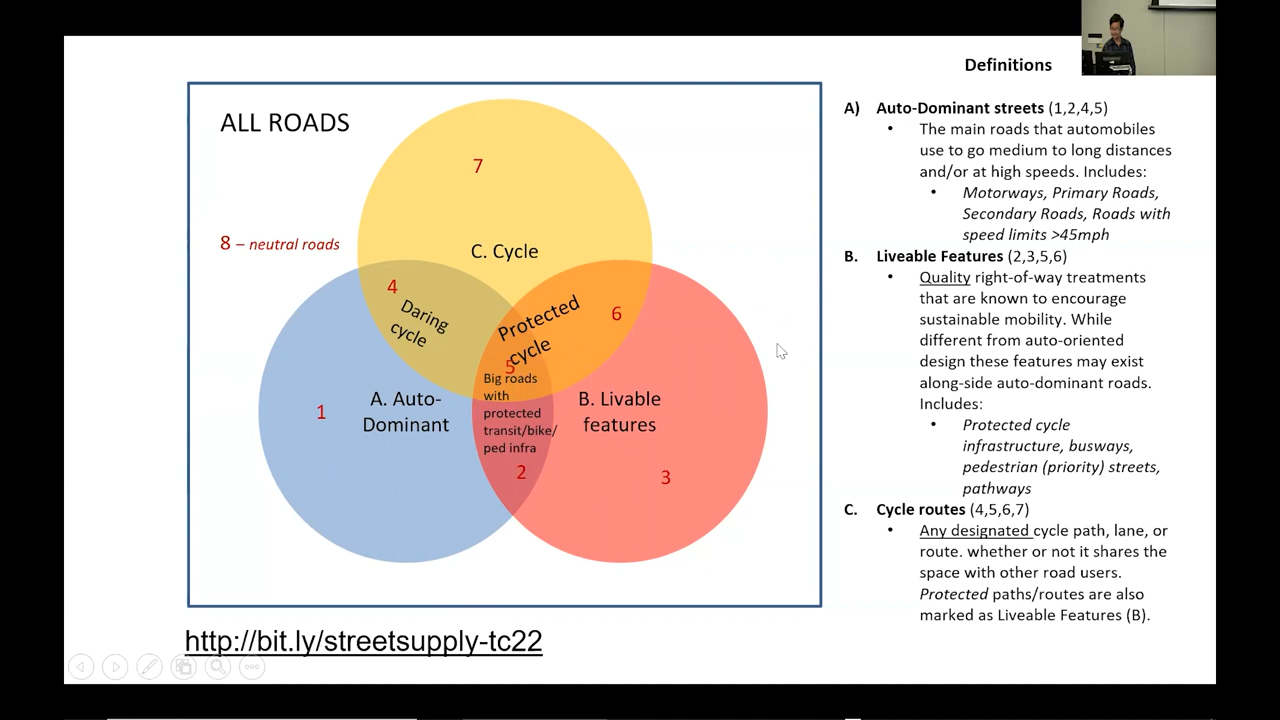 ALL ROADS
7
8 – neutral roads
C. Cycle
4
Daring
cycle
Protected
cycle
6
5
Big roads
with
protected
transit/bike/
ped infra
A. Auto-
Dominant
B. Livable
features
1
2
3
http://bit.ly/streetsupply-tc22
Definitions
A) Auto-Dominant streets (1,2,4,5)
• The main roads that automobiles
use to go medium to long distances
and/or at high speeds. Includes:
• Motorways, Primary Roads,
Secondary Roads, Roads with
speed limits >45mph
B. Liveable Features (2,3,5,6)
• Quality right-of-way treatments
that are known to encourage
sustainable mobility. While
different from auto-oriented
design these features may exist
along-side auto-dominant roads.
Includes:
• Protected cycle
infrastructure, busways,
pedestrian (priority) streets,
pathways
C. Cycle routes (4,5,6,7)
• Any designated cycle path, lane, or
route. whether or not it shares the
space with other road users.
Protected paths/routes are also
marked as Liveable Features (B).